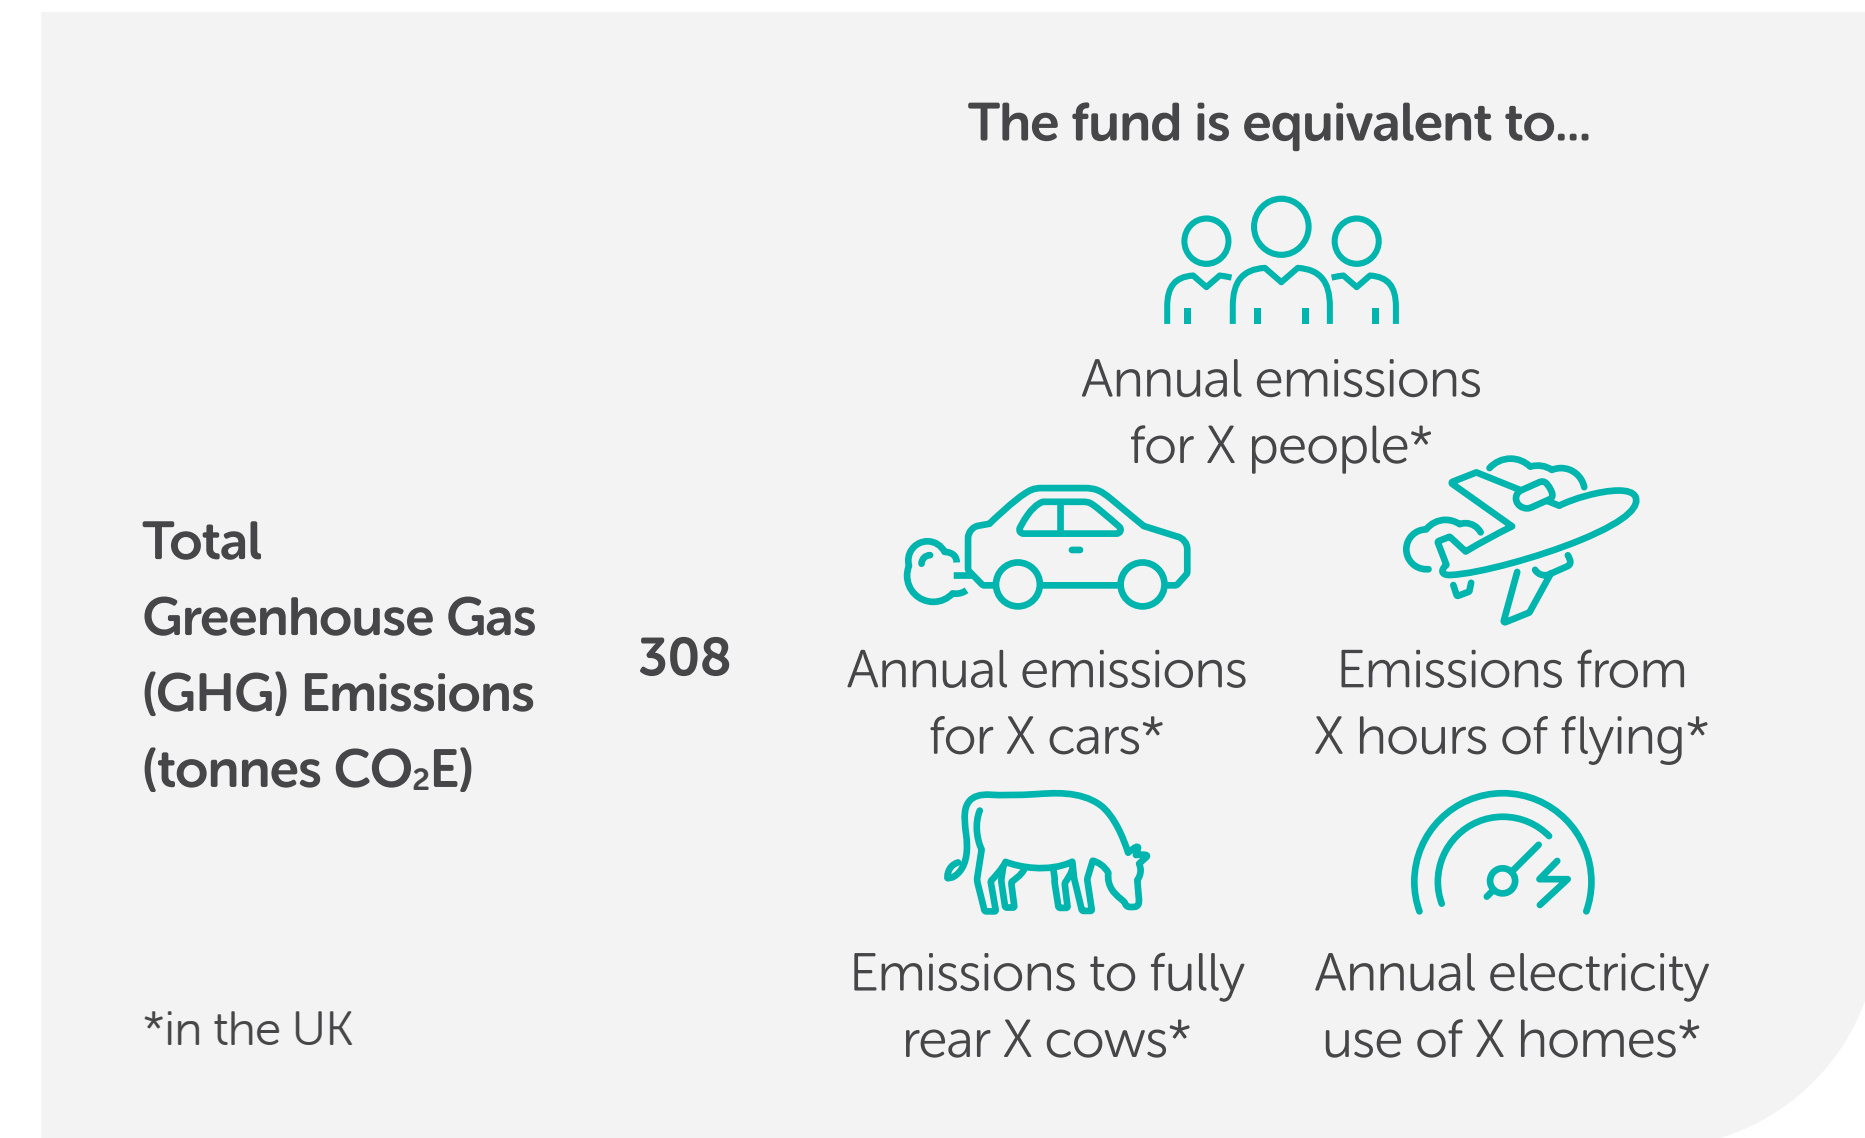 The fund is equivalent to...
Annual emissions
for X people*
Total
Greenhouse Gas
(GHG) Emissions
(tonnes CO₂E)
308
Annual emissions
for X cars*
Emissions from
X hours of flying*
Emissions to fully
rear X cows*
Annual electricity
use of X homes*
*in the UK